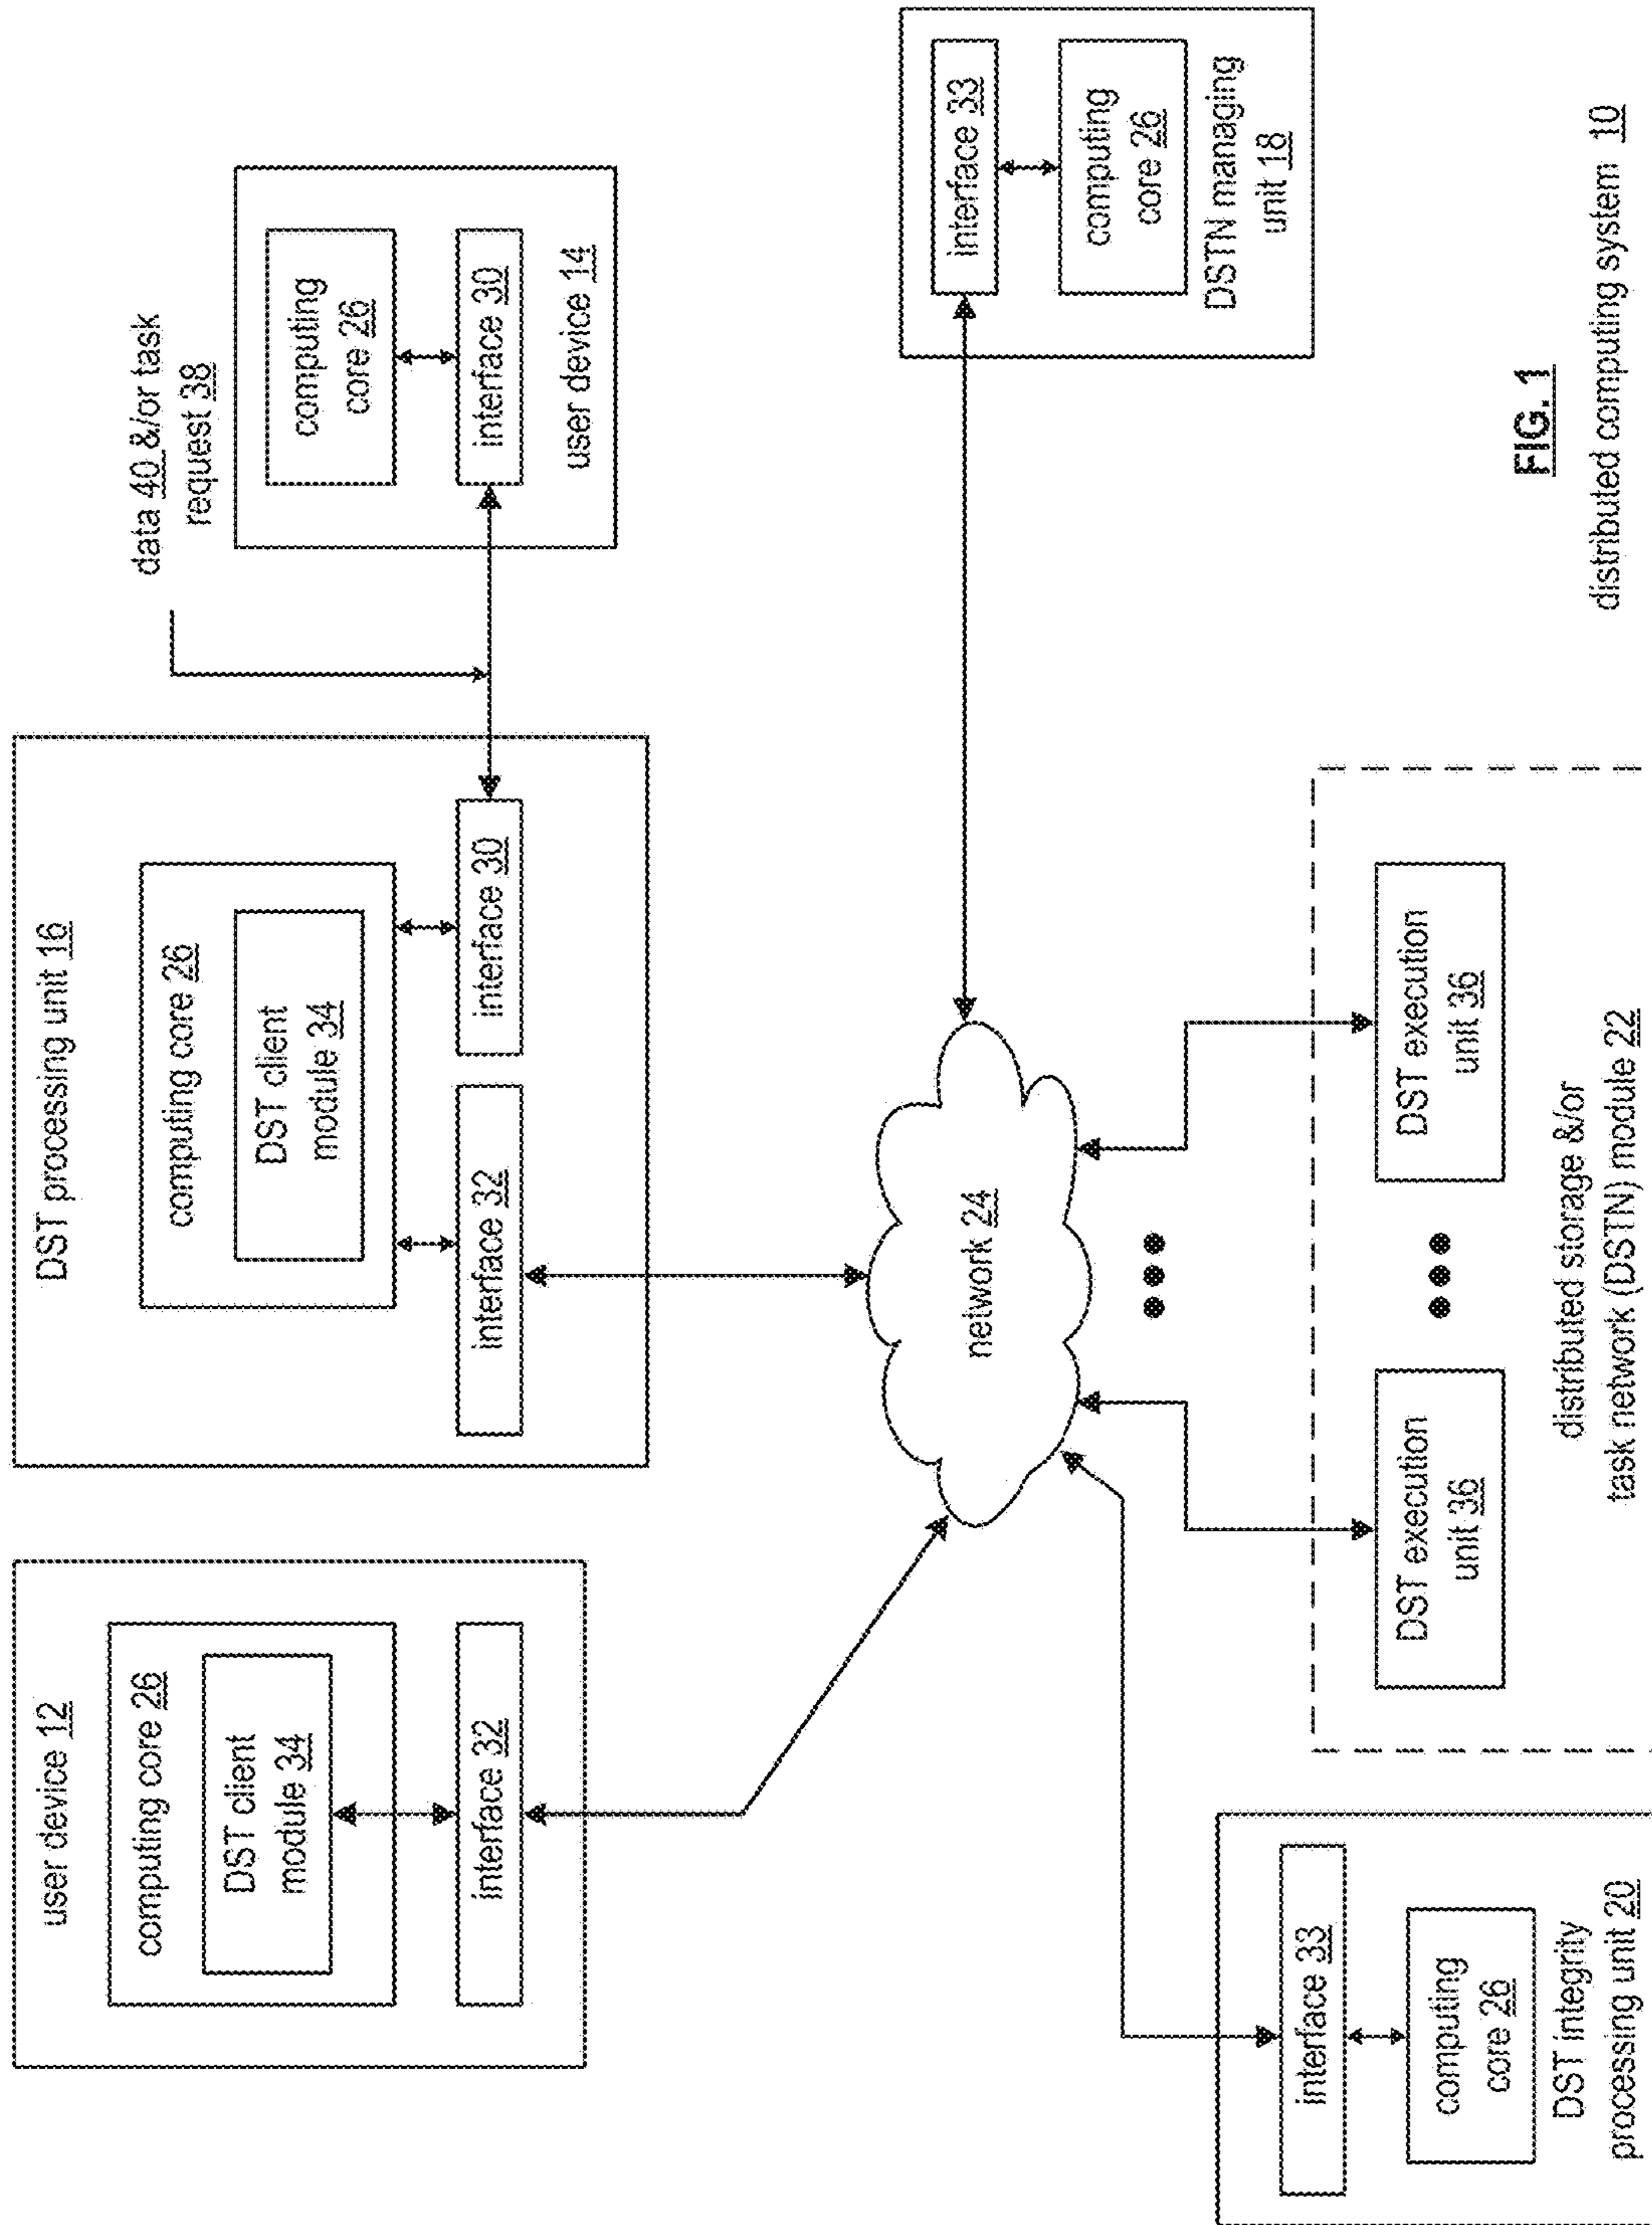 user device 12
computing core 26
DST client
module 34
interface 32
DST processing unit 16
computing core 26
DST client
module 34
interface 32
interface 30
data 40 &/or task
request 38
computing
core 26
interface 30
user device 14
network 24
interface 33
computing
core 26
DSTN managing
unit 18
interface 33
computing
core 26
DST integrity
processing unit 20
DST execution
unit 36
DST execution
unit 36
distributed storage &/or
task network (DSTN) module 22
FIG. 1
distributed computing system 10